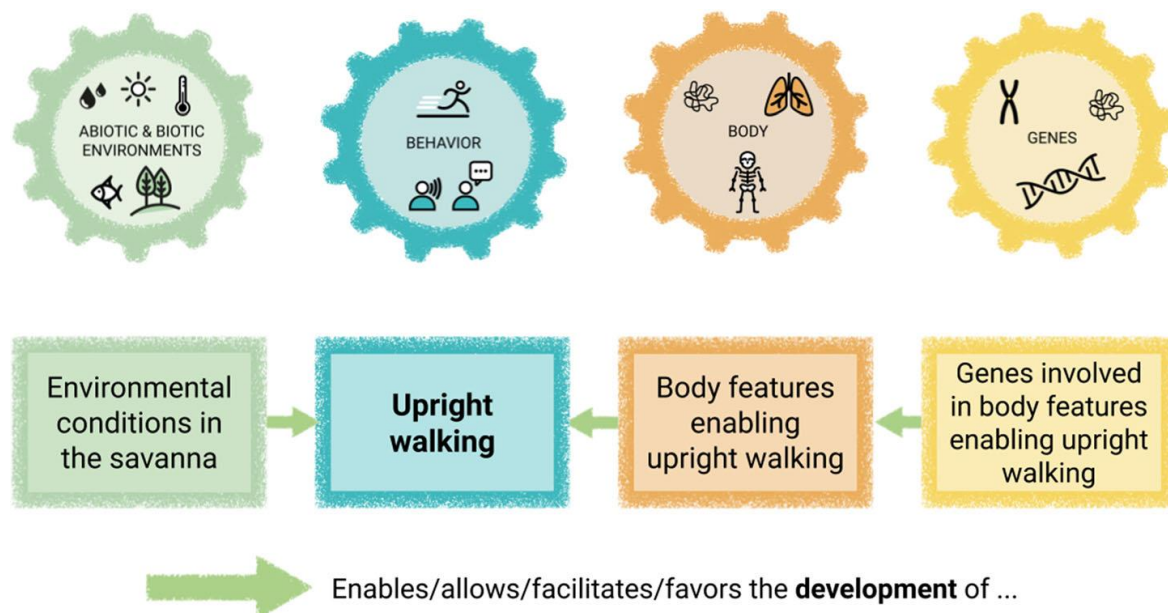 ABIOTIC & BIOTIC
ENVIRONMENTS
BEHAVIOR
BODY
GENES
Environmental
conditions in
the savanna
Upright
walking
Body features
enabling
upright walking
Genes involved
in body features
enabling upright
walking
Enables/allows/facilitates/favors the development of ...